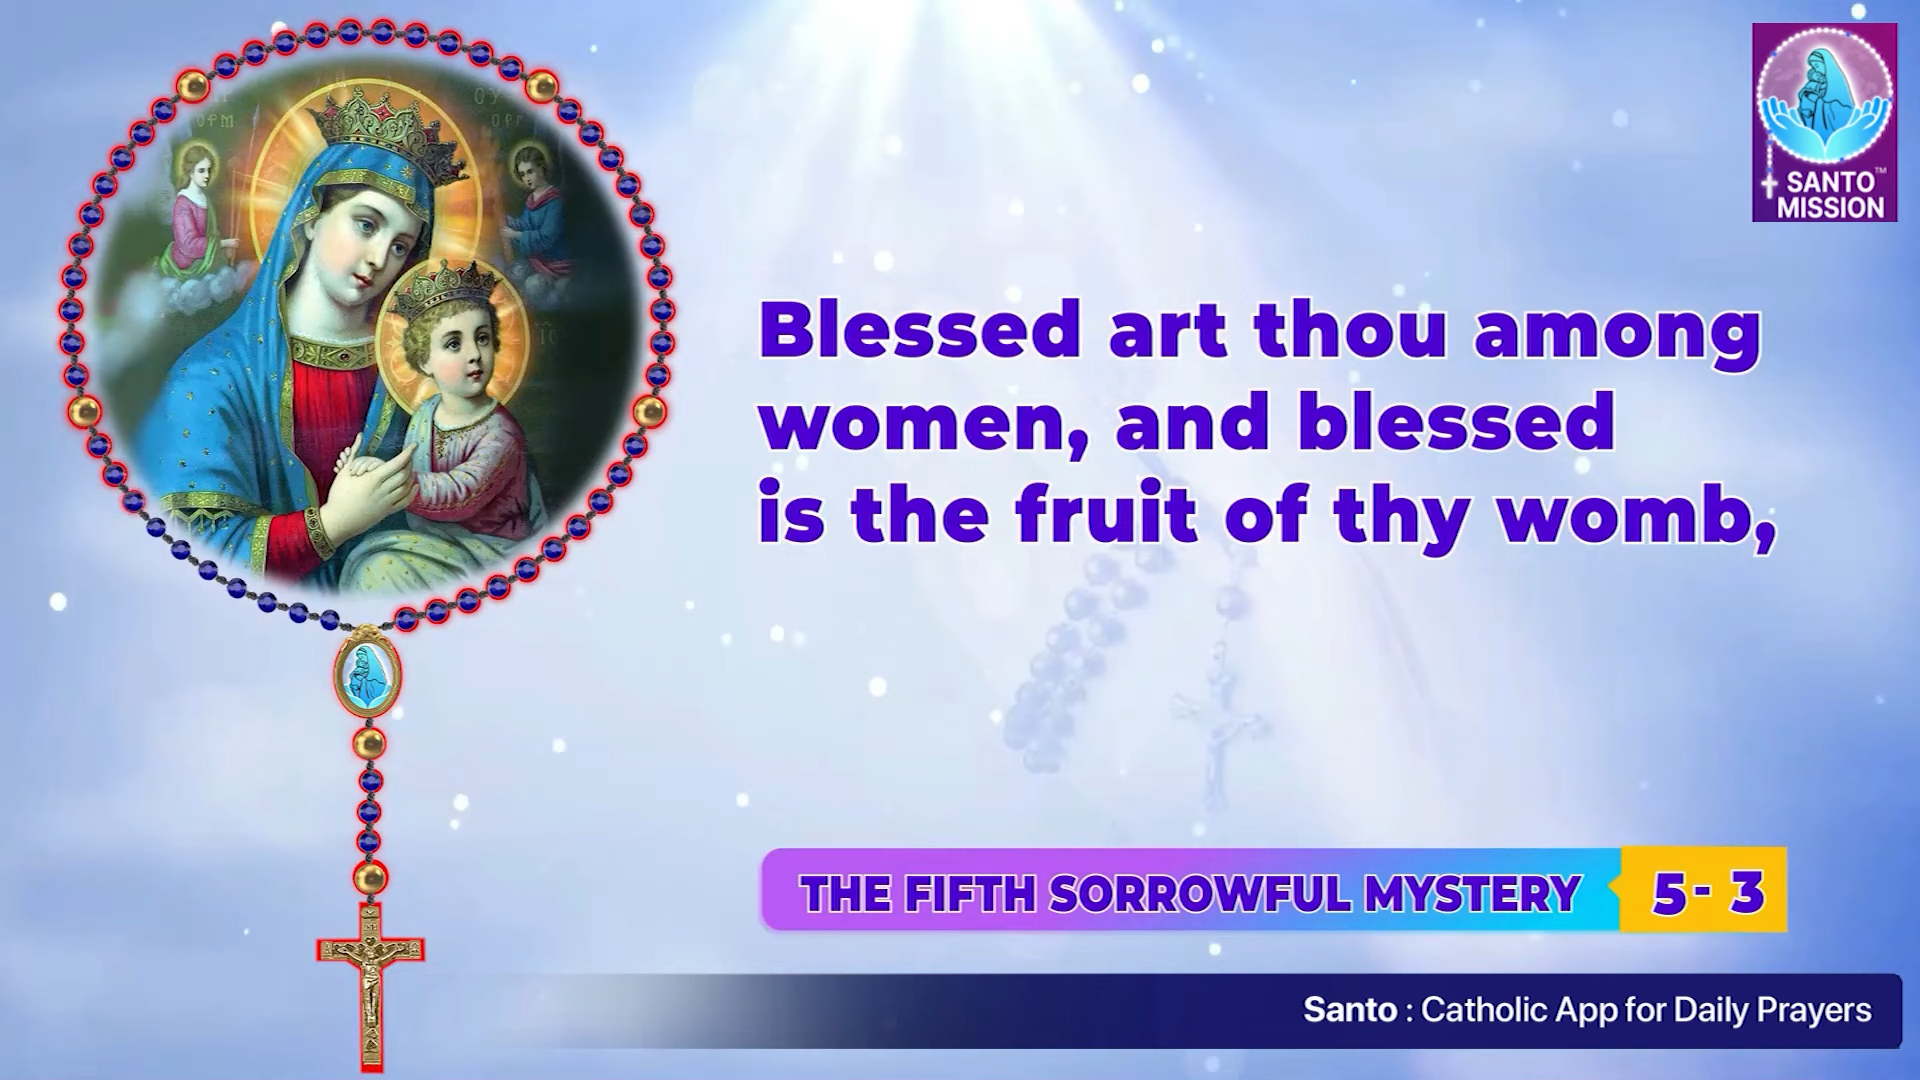 SANTO™
MISSION
Blessed art thou among
women, and blessed
is the fruit of thy womb,
THE FIFTH SORROWFUL MYSTERY
5- 3
Santo : Catholic App for Daily Prayers